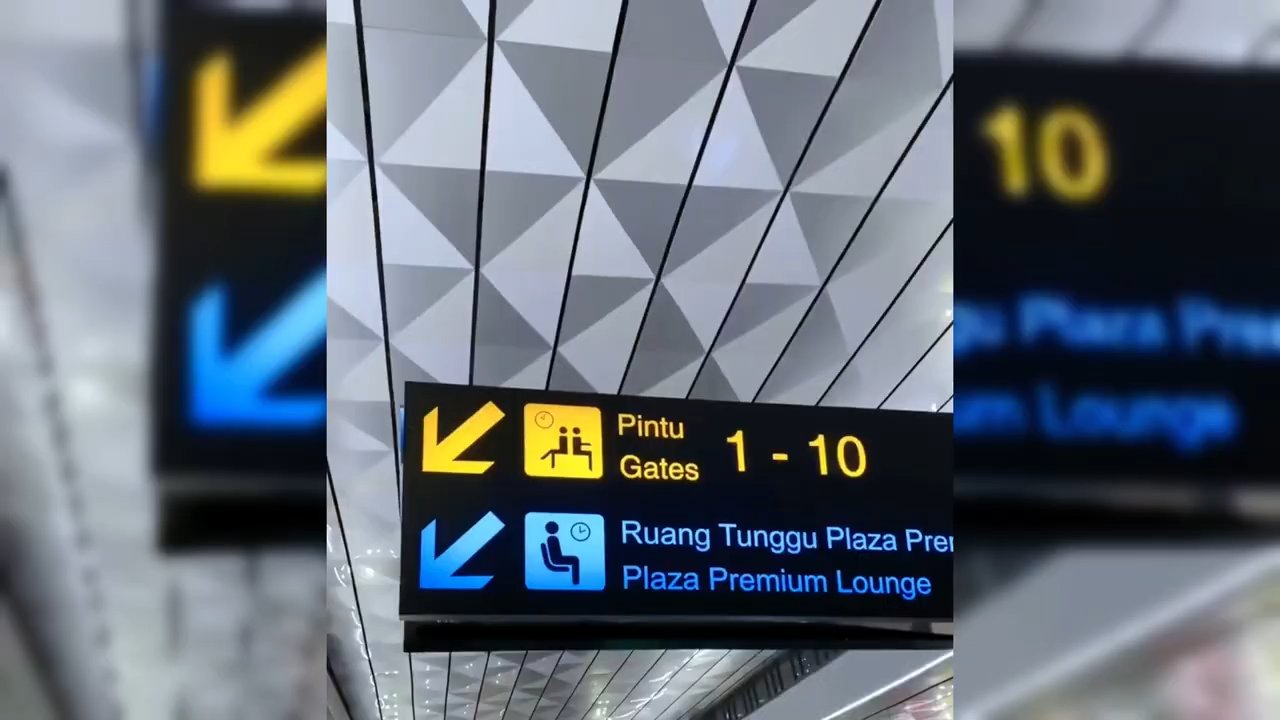 Pintu
Gates
1 - 10
Ruang Tunggu Plaza
Plaza Premium Lounge